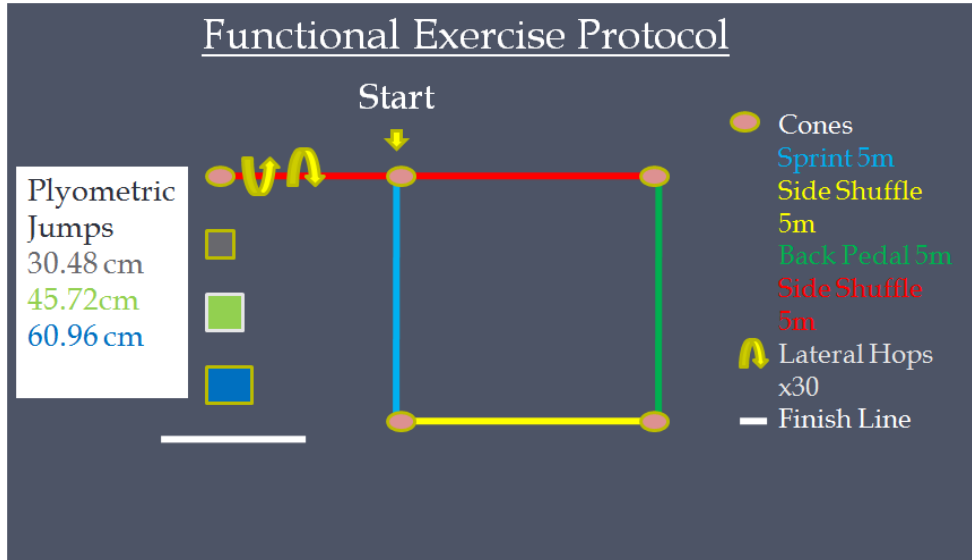 Functional Exercise Protocol
Start
Plyometric
Jumps
30.48 cm
45.72cm
60.96 cm
Cones
Sprint 5m
Side Shuffle
5m
Back Pedal 5m
Side Shuffle
5m
Lateral Hops
x30
Finish Line